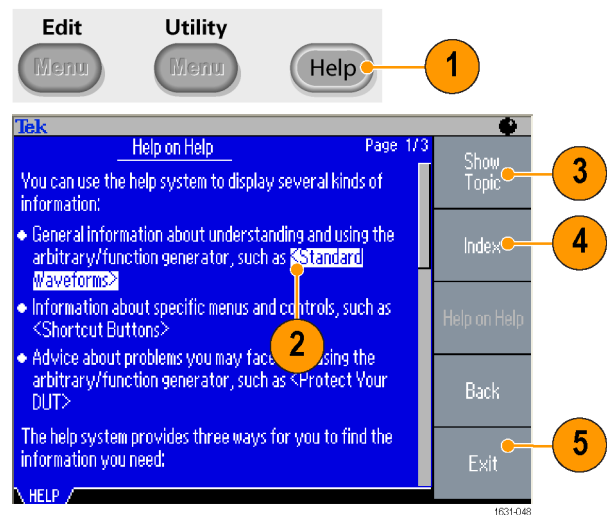 Edit
Utility
Menu
Menu
Help
1
Tek
Help on Help
Page 1/3
You can use the help system to display several kinds of
information:
◆ General information about understanding and using the
arbitrary/function generator, such as <Standard
Waveforms>
◆ Information about specific menus and controls, such as
<Shortcut Buttons>
2
◆ Advice about problems you may face using the
arbitrary/function generator, such as <Protect Your
DUT>
The help system provides three ways for you to find the
information you need:
HELP
Show
Topic
3
Index
4
Help on Help
Back
Exit
5
1631-048